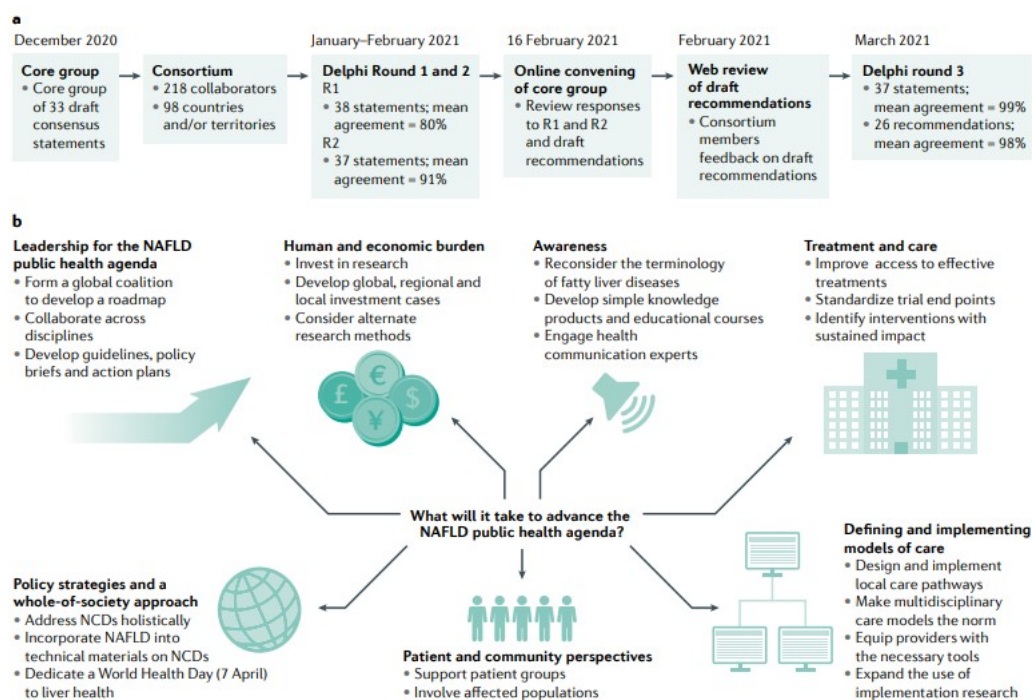 a
December 2020
Core group
• Core group
of 33 draft
consensus
statements
Consortium
• 218 collaborators
• 98 countries
and/or territories
January–February 2021
Delphi Round 1 and 2
R1
• 38 statements; mean
agreement = 80%
R2
• 37 statements; mean
agreement = 91%
16 February 2021
Online convening
of core group
• Review responses
to R1 and R2
and draft
recommendations
February 2021
Web review
of draft
recommendations
• Consortium
members
feedback on draft
recommendations
March 2021
Delphi round 3
• 37 statements;
mean agreement = 99%
• 26 recommendations;
mean agreement = 98%
b
Leadership for the NAFLD
public health agenda
• Form a global coalition
to develop a roadmap
• Collaborate across
disciplines
• Develop guidelines, policy
briefs and action plans
Human and economic burden
• Invest in research
• Develop global, regional and
local investment cases
• Consider alternate
research methods
£
€
$
¥
Awareness
• Reconsider the terminology
of fatty liver diseases
• Develop simple knowledge
products and educational courses
• Engage health
communication experts
Treatment and care
• Improve access to effective
treatments
• Standardize trial end points
• Identify interventions with
sustained impact
What will it take to advance the
NAFLD public health agenda?
Policy strategies and a
whole-of-society approach
• Address NCDs holistically
• Incorporate NAFLD into
technical materials on NCDs
• Dedicate a World Health Day (7 April)
to liver health
Patient and community perspectives
• Support patient groups
• Involve affected populations
Defining and implementing
models of care
• Design and implement
local care pathways
• Make multidisciplinary
care models the norm
• Equip providers with
the necessary tools
• Expand the use of
implementation research